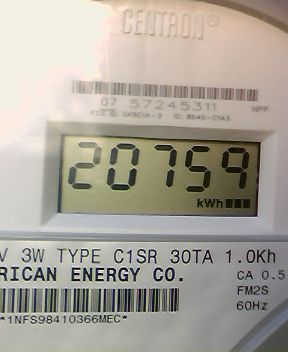 CENTRON®
07 57245311 HPP
20759
kWh
V 3W TYPE C1SR 30TA 1.0Kh
RICAN ENERGY CO. CA 0.5
FM2S
60Hz
*1NFS98410366MEC*